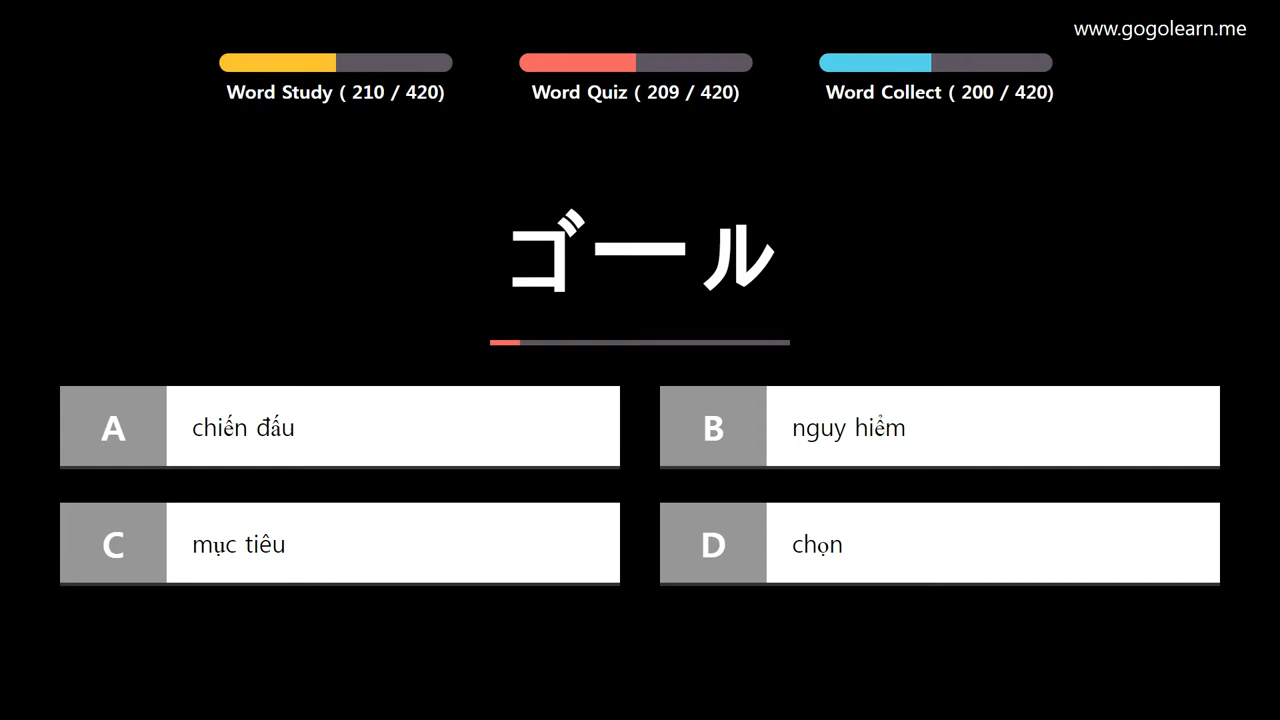 www.gogolearn.me
Word Study ( 210 / 420)
Word Quiz ( 209 / 420)
Word Collect ( 200 / 420)
ゴール
A chiến đấu
B nguy hiểm
C mục tiêu
D chọn